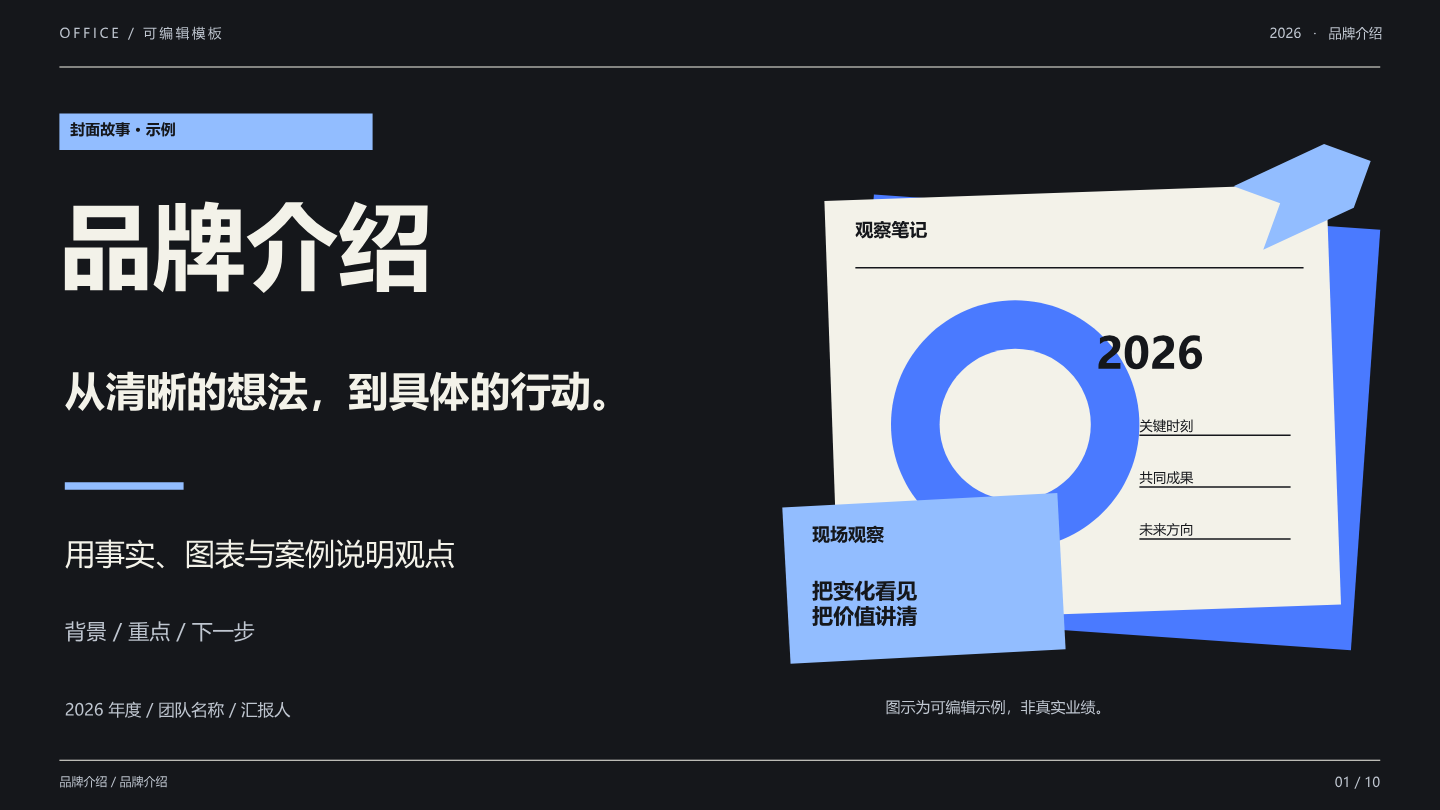 OFFICE / 可编辑模板
2026 · 品牌介绍
封面故事 • 示例
品牌介绍
从清晰的想法，到具体的行动。
用事实、图表与案例说明观点
背景 / 重点 / 下一步
2026 年度 / 团队名称 / 汇报人
观察笔记
2026
关键时刻
共同成果
未来方向
现场观察
把变化看见
把价值讲清
图示为可编辑示例，非真实业绩。
品牌介绍 / 品牌介绍
01 / 10